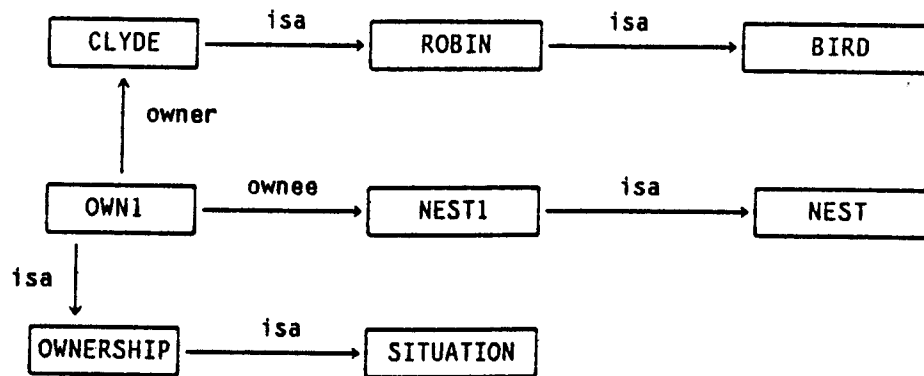 isa isa
CLYDE ROBIN BIRD
owner
ownee isa
OWN1 NEST1 NEST
isa
isa
OWNERSHIP SITUATION